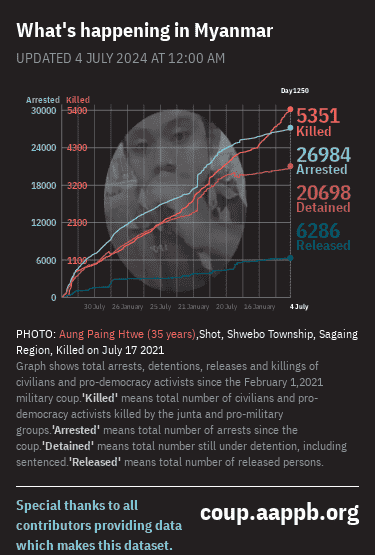 What's happening in Myanmar
UPDATED 4 JULY 2024 AT 12:00 AM
Day1250
Arrested Killed
30000 5400
24000 4300
18000 3200
12000 2100
6000 1100
0
5351
Killed
26984
Arrested
20698
Detained
6286
Released
30 July 26 January 25 July 21 January 20 July 16 January 4 July
PHOTO: Aung Paing Htwe (35 years),Shot, Shwebo Township, Sagaing
Region, Killed on July 17 2021
Graph shows total arrests, detentions, releases and killings of
civilians and pro-democracy activists since the February 1,2021
military coup.'Killed' means total number of civilians and pro-
democracy activists killed by the junta and pro-military
groups.'Arrested' means total number of arrests since the
coup.'Detained' means total number still under detention, including
sentenced.'Released' means total number of released persons.
Special thanks to all
contributors providing data
which makes this dataset.
coup.aappb.org